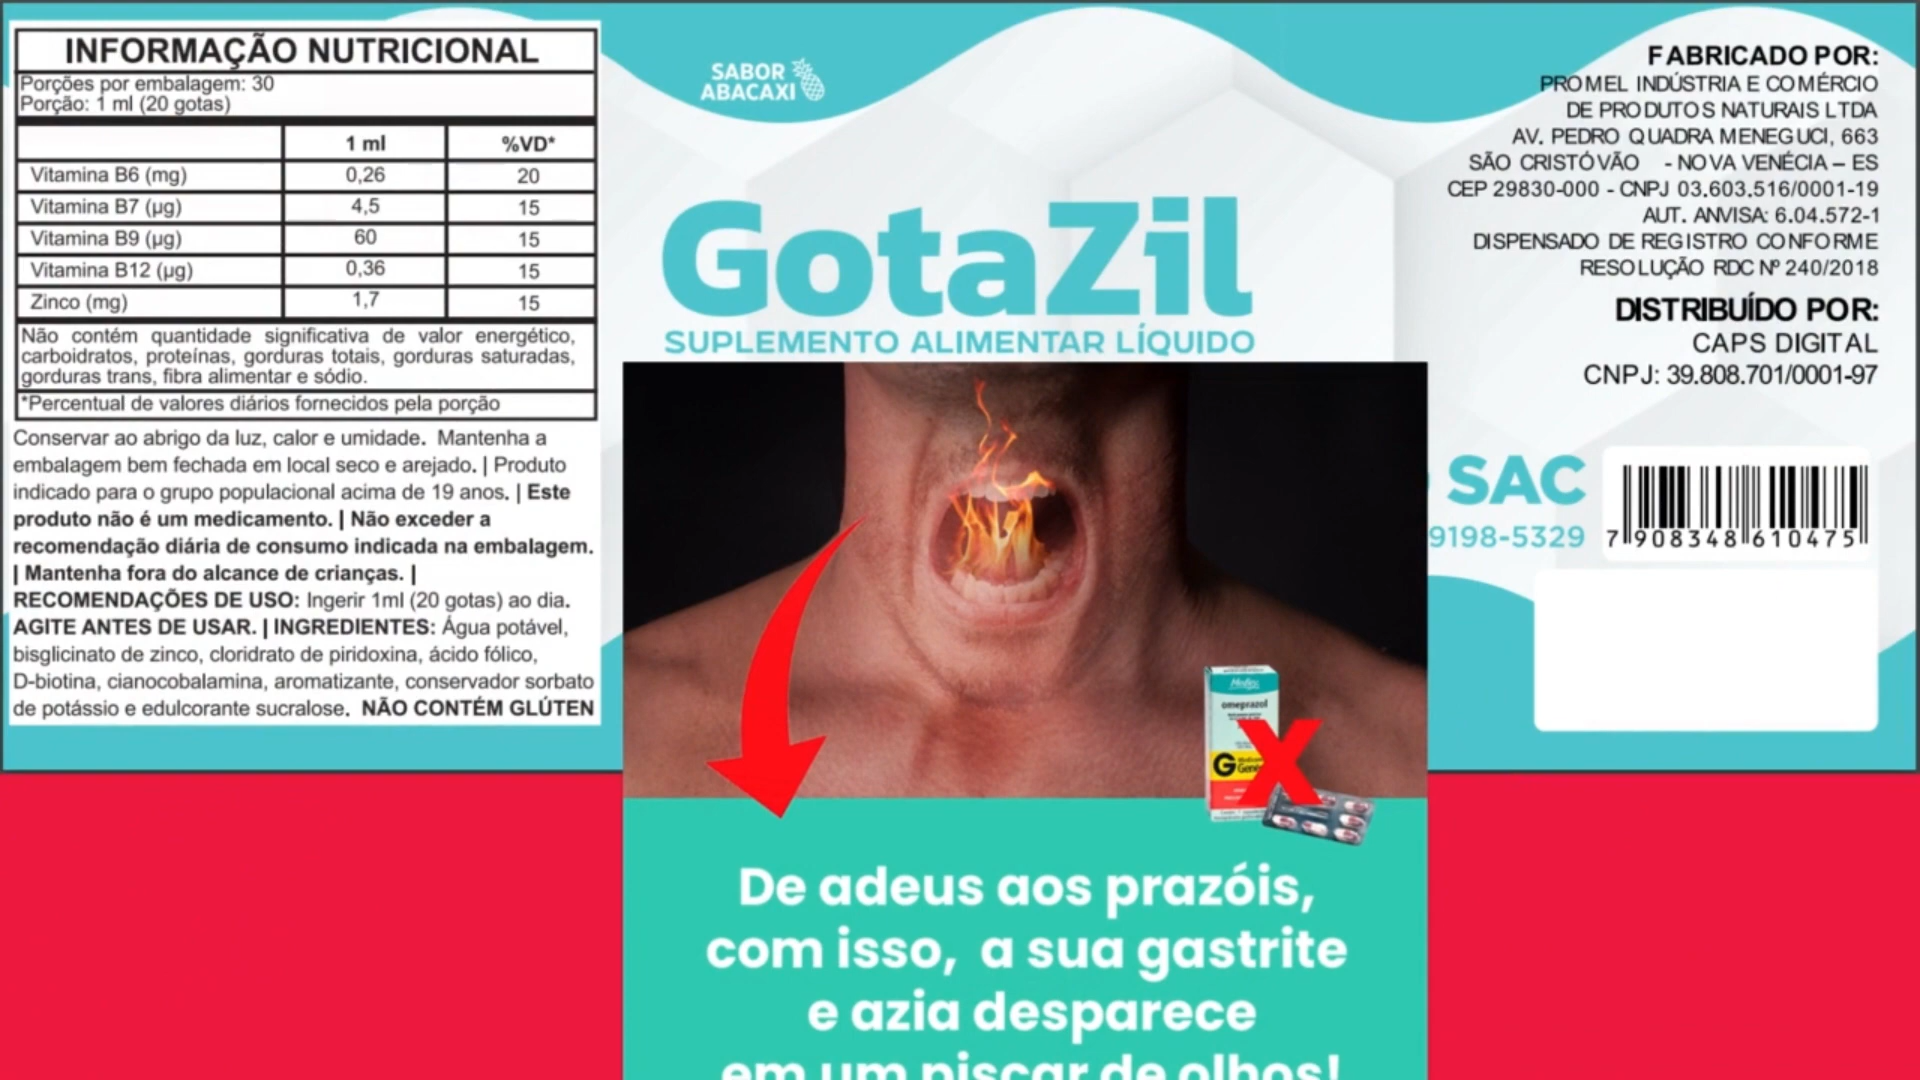 INFORMAÇÃO NUTRICIONAL
Porções por embalagem: 30
Porção: 1 ml (20 gotas)
1 ml %VD*
Vitamina B6 (mg) 0,26 20
Vitamina B7 (µg) 4,5 15
Vitamina B9 (µg) 60 15
Vitamina B12 (µg) 0,36 15
Zinco (mg) 1,7 15
Não contém quantidade significativa de valor energético,
carboidratos, proteínas, gorduras totais, gorduras saturadas,
gorduras trans, fibra alimentar e sódio.
*Percentual de valores diários fornecidos pela porção
Conservar ao abrigo da luz, calor e umidade. Mantenha a
embalagem bem fechada em local seco e arejado. | Produto
indicado para o grupo populacional acima de 19 anos. | Este
produto não é um medicamento. | Não exceder a
recomendação diária de consumo indicada na embalagem.
| Mantenha fora do alcance de crianças. |
RECOMENDAÇÕES DE USO: Ingerir 1ml (20 gotas) ao dia.
AGITE ANTES DE USAR. | INGREDIENTES: Água potável,
bisglicinato de zinco, cloridrato de piridoxina, ácido fólico,
D-biotina, cianocobalamina, aromatizante, conservador sorbato
de potássio e edulcorante sucralose. NÃO CONTÉM GLÚTEN
SABOR
ABACAXI
GotaZil
SUPLEMENTO ALIMENTAR LÍQUIDO
omeprazol
G
De adeus aos prazóis,
com isso, a sua gastrite
e azia desparece
em um piscar de olhos!
FABRICADO POR:
PROMEL INDÚSTRIA E COMÉRCIO
DE PRODUTOS NATURAIS LTDA
AV. PEDRO QUADRA MENEGUCI, 663
SÃO CRISTÓVÃO - NOVA VENÉCIA – ES
CEP 29830-000 - CNPJ 03.603.516/0001-19
AUT. ANVISA: 6.04.572-1
DISPENSADO DE REGISTRO CONFORME
RESOLUÇÃO RDC Nº 240/2018
DISTRIBUÍDO POR:
CAPS DIGITAL
CNPJ: 39.808.701/0001-97
SAC
9198-5329
7 908348 610475